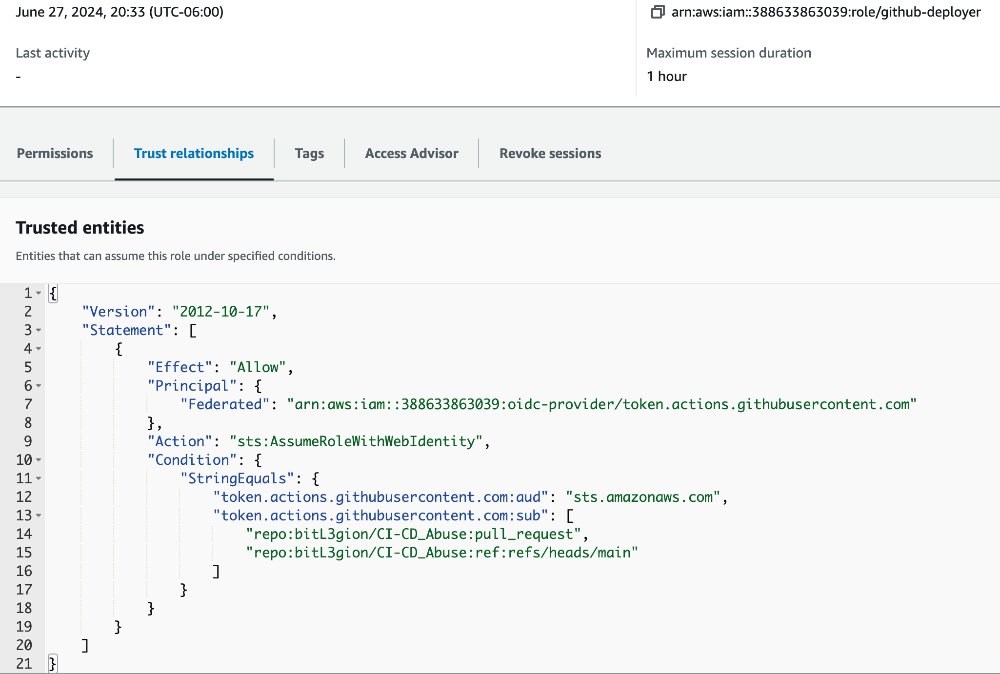 June 27, 2024, 20:33 (UTC-06:00)
arn:aws:iam::388633863039:role/github-deployer
Last activity
-
Maximum session duration
1 hour
Permissions
Trust relationships
Tags
Access Advisor
Revoke sessions
Trusted entities
Entities that can assume this role under specified conditions.
1 {
2 "Version": "2012-10-17",
3 "Statement": [
4 {
5 "Effect": "Allow",
6 "Principal": {
7 "Federated": "arn:aws:iam::388633863039:oidc-provider/token.actions.githubusercontent.com"
8 },
9 "Action": "sts:AssumeRoleWithWebIdentity",
10 "Condition": {
11 "StringEquals": {
12 "token.actions.githubusercontent.com:aud": "sts.amazonaws.com",
13 "token.actions.githubusercontent.com:sub": [
14 "repo:bitL3gion/CI-CD_Abuse:pull_request",
15 "repo:bitL3gion/CI-CD_Abuse:ref:refs/heads/main"
16 ]
17 }
18 }
19 }
20 ]
21 }